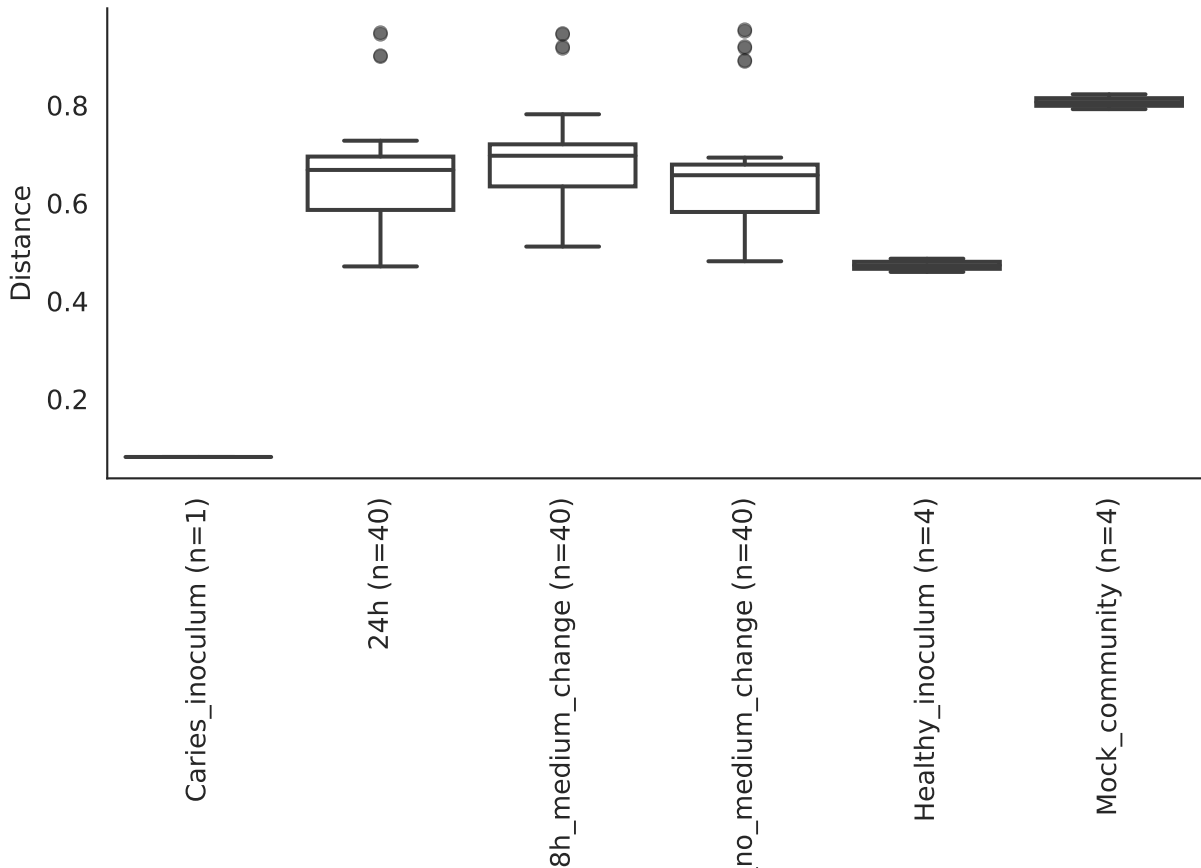 Distance
0.8
0.6
0.4
0.2
Caries_inoculum (n=1)
24h (n=40)
8h_medium_change (n=40)
no_medium_change (n=40)
Healthy_inoculum (n=4)
Mock_community (n=4)